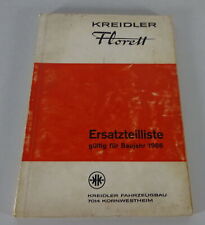 KREIDLER
Florett
Ersatzteilliste
gültig für Baujahr 1966
KREIDLER FAHRZEUGBAU
7014 KORNWESTHEIM